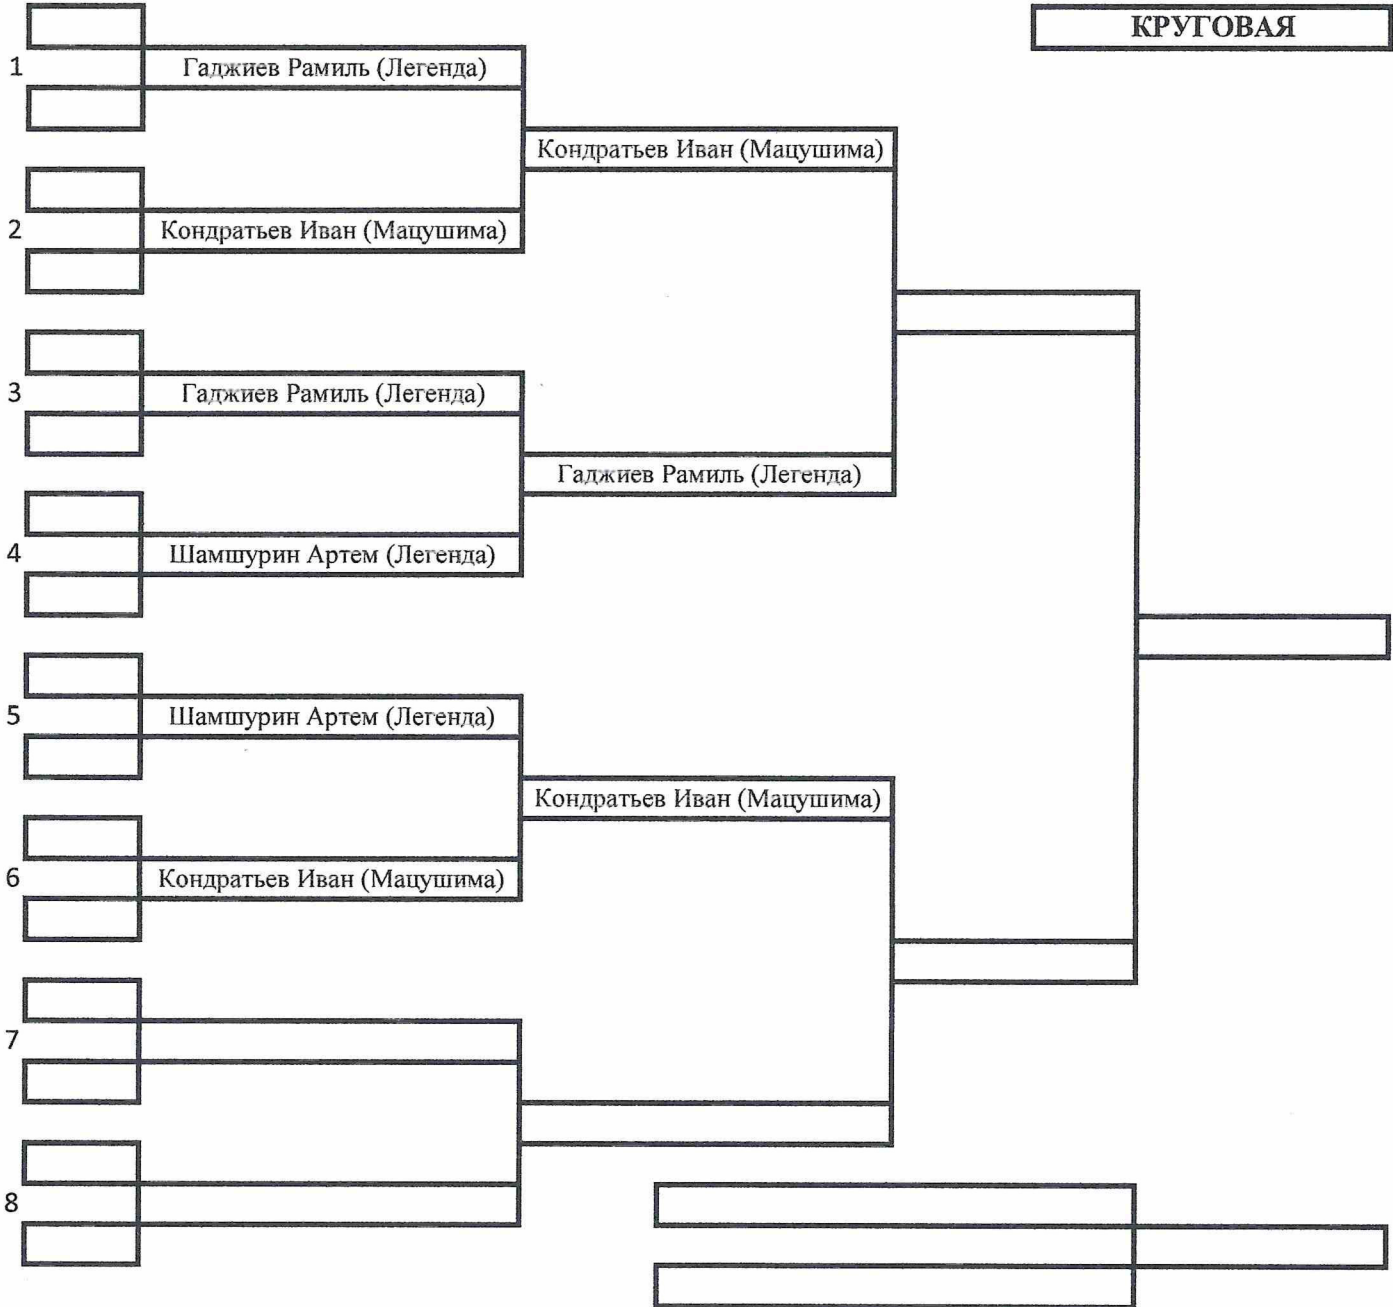 КРУГОВАЯ
1
Гаджиев Рамиль (Легенда)
Кондратьев Иван (Мацушима)
2
Кондратьев Иван (Мацушима)
3
Гаджиев Рамиль (Легенда)
Гаджиев Рамиль (Легенда)
4
Шамшурин Артем (Легенда)
5
Шамшурин Артем (Легенда)
Кондратьев Иван (Мацушима)
6
Кондратьев Иван (Мацушима)
7
8